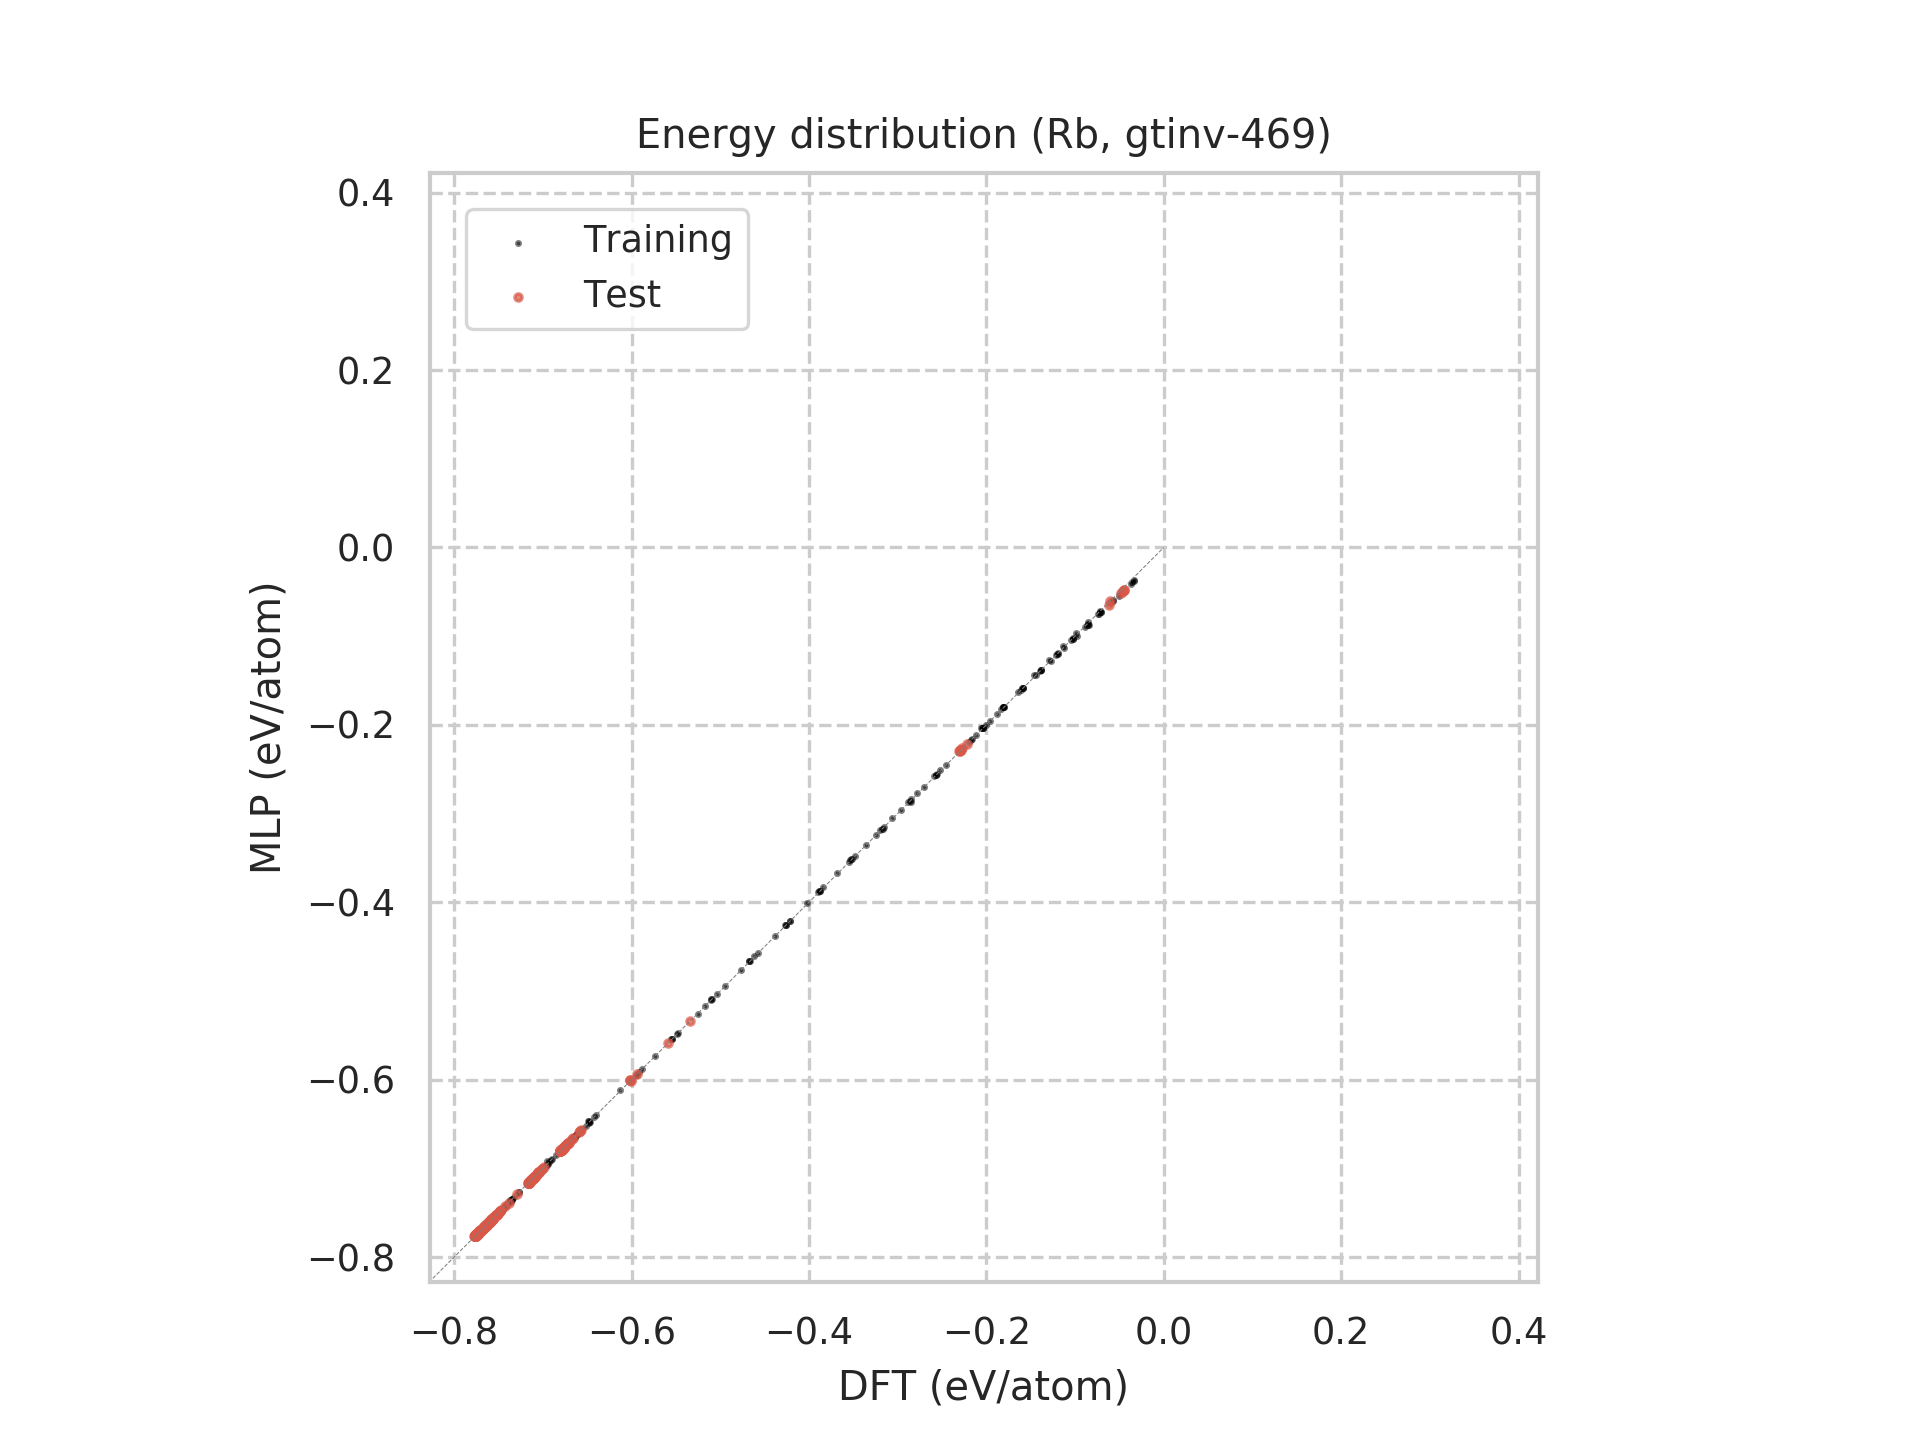 Energy distribution (Rb, gtinv-469)
Training
Test
MLP (eV/atom)
0.4
0.2
0.0
−0.2
−0.4
−0.6
−0.8
−0.8 −0.6 −0.4 −0.2 0.0 0.2 0.4
DFT (eV/atom)